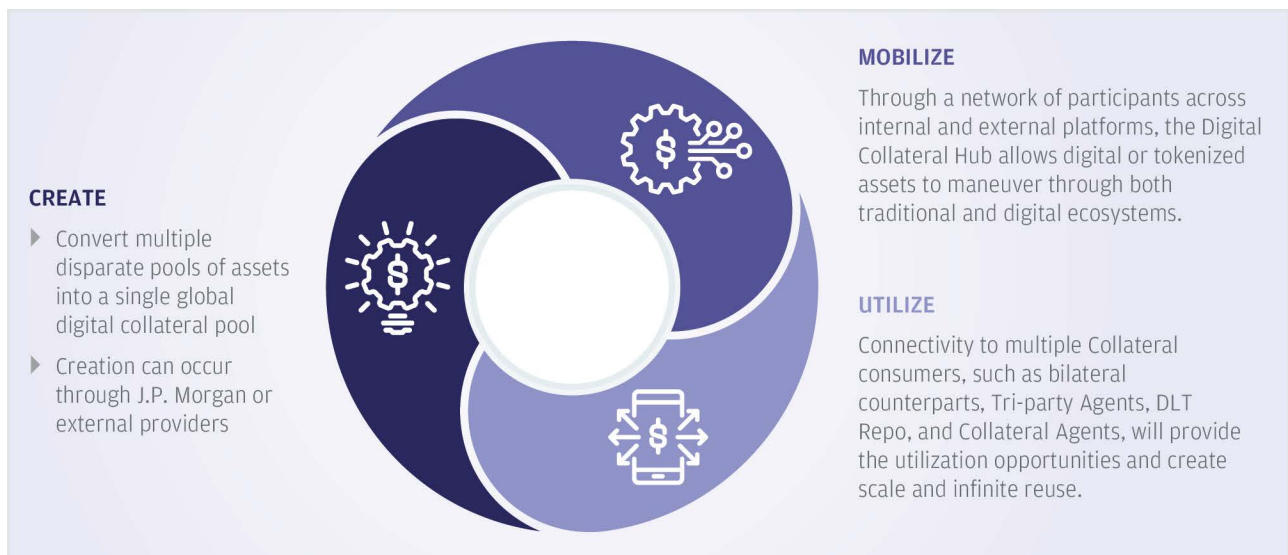 CREATE
Convert multiple
disparate pools of assets
into a single global
digital collateral pool
Creation can occur
through J.P. Morgan or
external providers
$
$
$
MOBILIZE
Through a network of participants across
internal and external platforms, the Digital
Collateral Hub allows digital or tokenized
assets to maneuver through both
traditional and digital ecosystems.
UTILIZE
Connectivity to multiple Collateral
consumers, such as bilateral
counterparts, Tri-party Agents, DLT
Repo, and Collateral Agents, will provide
the utilization opportunities and create
scale and infinite reuse.